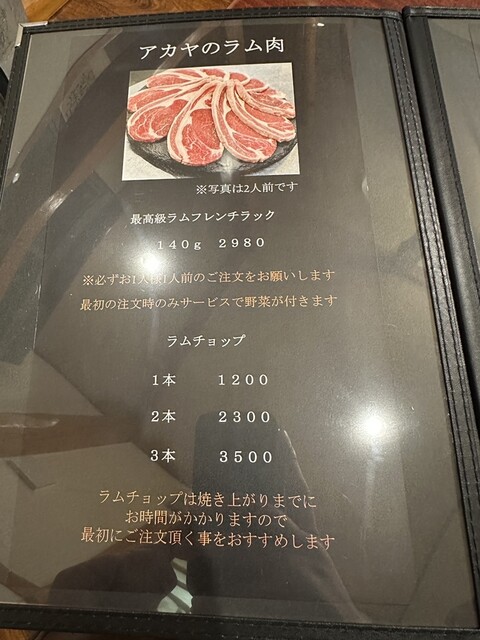 アカヤのラム肉
※写真は2人前です
最高級ラムフレンチラック
140g 2980
※必ずお1人様1人前のご注文をお願いします
最初の注文時のみサービスで野菜が付きます
ラムチョップ
1本 1200
2本 2300
3本 3500
ラムチョップは焼き上がりまでに
お時間がかかりますので
最初にご注文頂く事をおすすめします